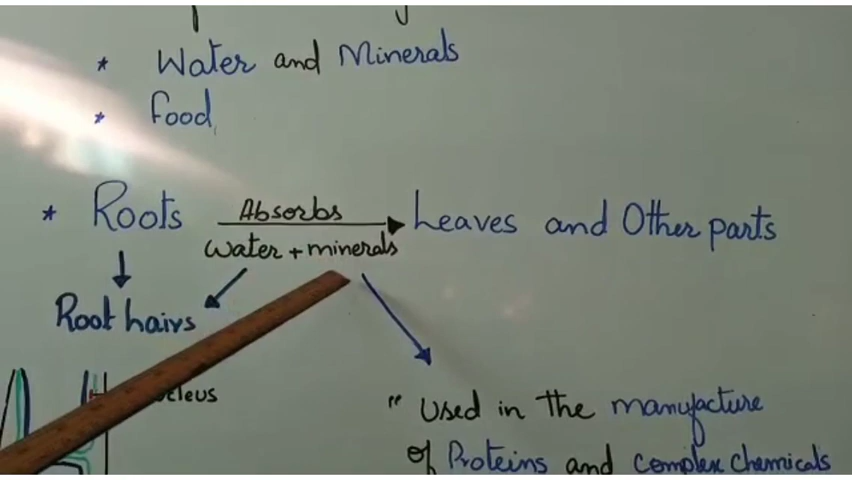 * Water and Minerals
* Food
* Roots Absorbs Leaves and Other parts
Water + minerals
Root hairs
" Used in the manufacture
of Proteins and complex chemicals